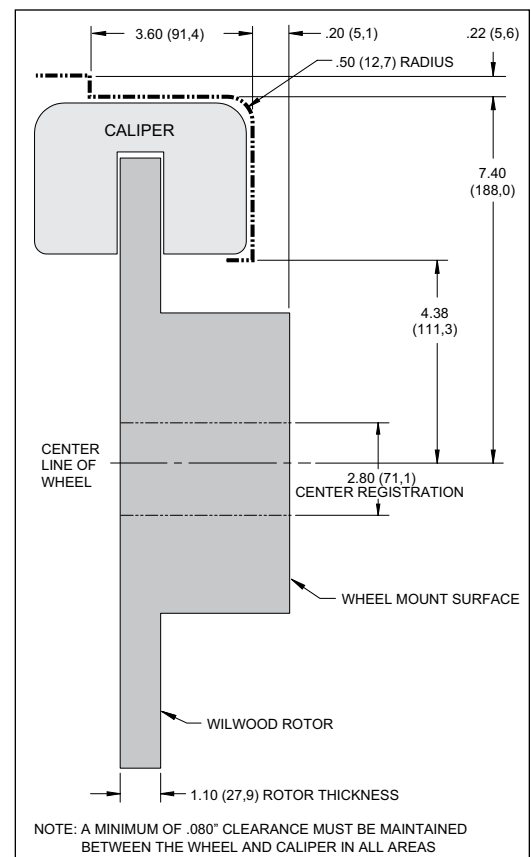 3.60 (91,4)
.20 (5,1)
.22 (5,6)
.50 (12,7) RADIUS
CALIPER
7.40
(188,0)
4.38
(111,3)
CENTER
LINE OF
WHEEL
2.80 (71,1)
CENTER REGISTRATION
WHEEL MOUNT SURFACE
WILWOOD ROTOR
1.10 (27,9) ROTOR THICKNESS
NOTE: A MINIMUM OF .080" CLEARANCE MUST BE MAINTAINED
BETWEEN THE WHEEL AND CALIPER IN ALL AREAS